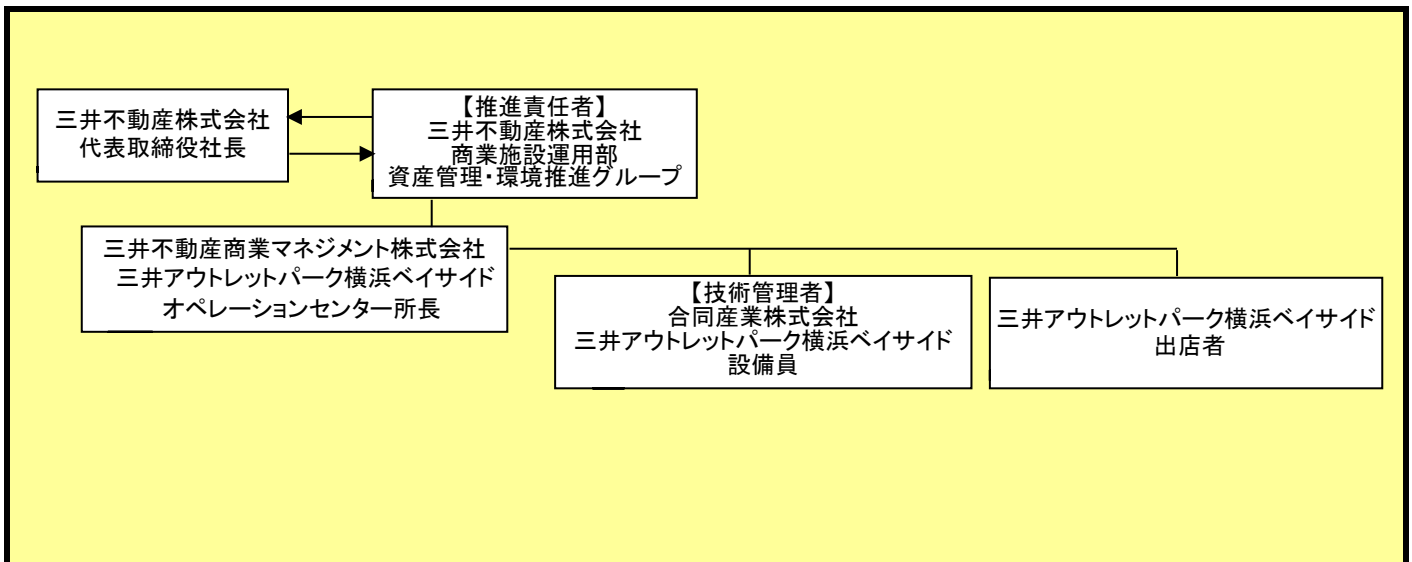 三井不動産株式会社
代表取締役社長
【推進責任者】
三井不動産株式会社
商業施設運用部
資産管理・環境推進グループ
三井不動産商業マネジメント株式会社
三井アウトレットパーク横浜ベイサイド
オペレーションセンター所長
【技術管理者】
合同産業株式会社
三井アウトレットパーク横浜ベイサイド
設備員
三井アウトレットパーク横浜ベイサイド
出店者